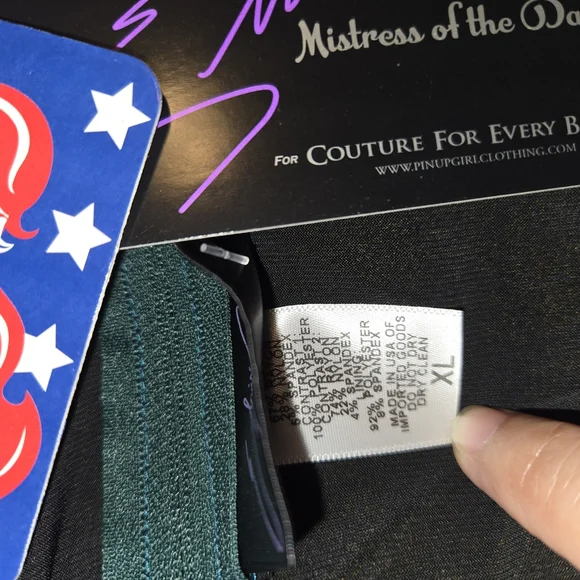 Mistress of the Da
FOR COUTURE FOR EVERY B
WWW.PINUPGIRLCLOTHING.COM
NYLON
SPANDEX
CONTRAST
100% POLYESTER
CONTRAST 2
74% RAYON
22% NYLON
4% SPANDEX
LINING
92% POLYESTER
8% SPANDEX
MADE IN USA OF
IMPORTED GOODS
DO NOT DRY
DRY CLEAN
XL